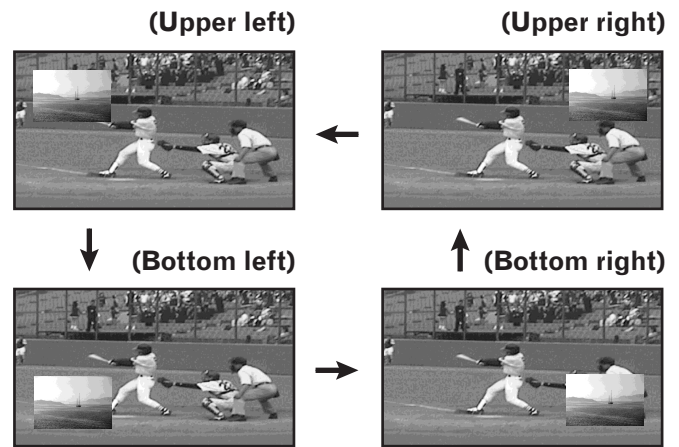 (Upper left)
(Upper right)
(Bottom left)
(Bottom right)